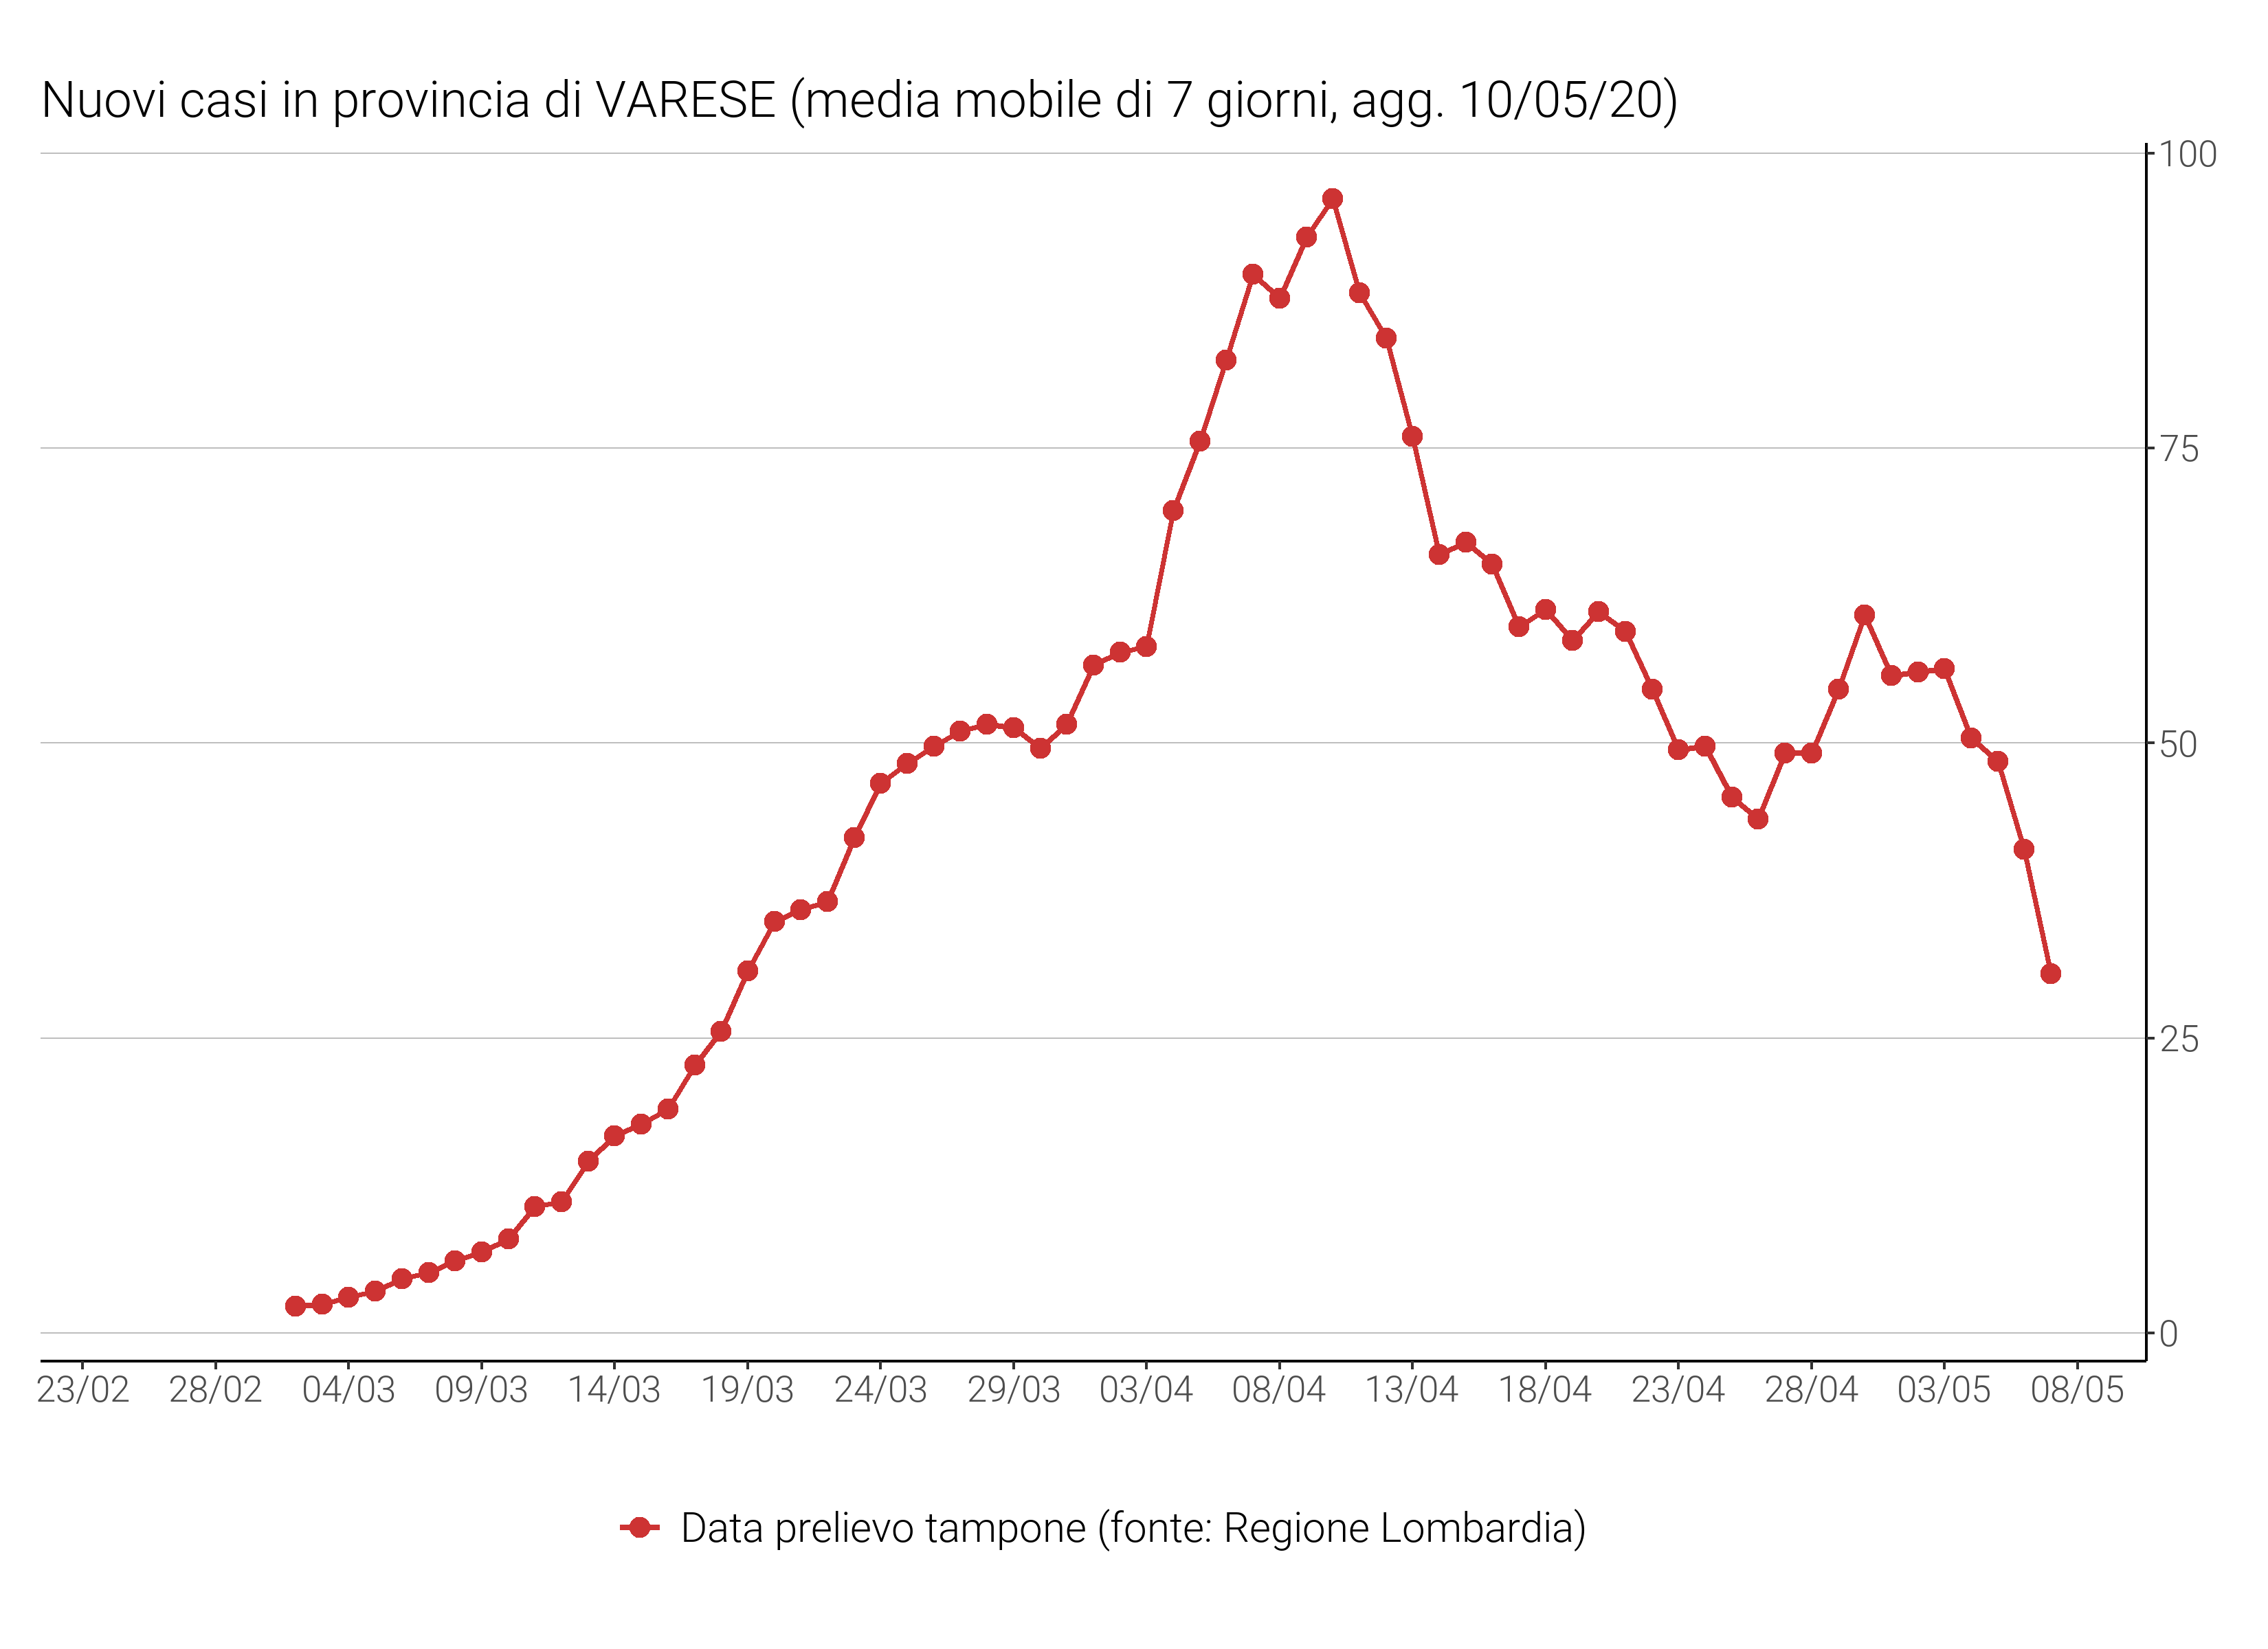 Nuovi casi in provincia di VARESE (media mobile di 7 giorni, agg. 10/05/20)
100
75
50
25
0
23/02 28/02 04/03 09/03 14/03 19/03 24/03 29/03 03/04 08/04 13/04 18/04 23/04 28/04 03/05 08/05
Data prelievo tampone (fonte: Regione Lombardia)